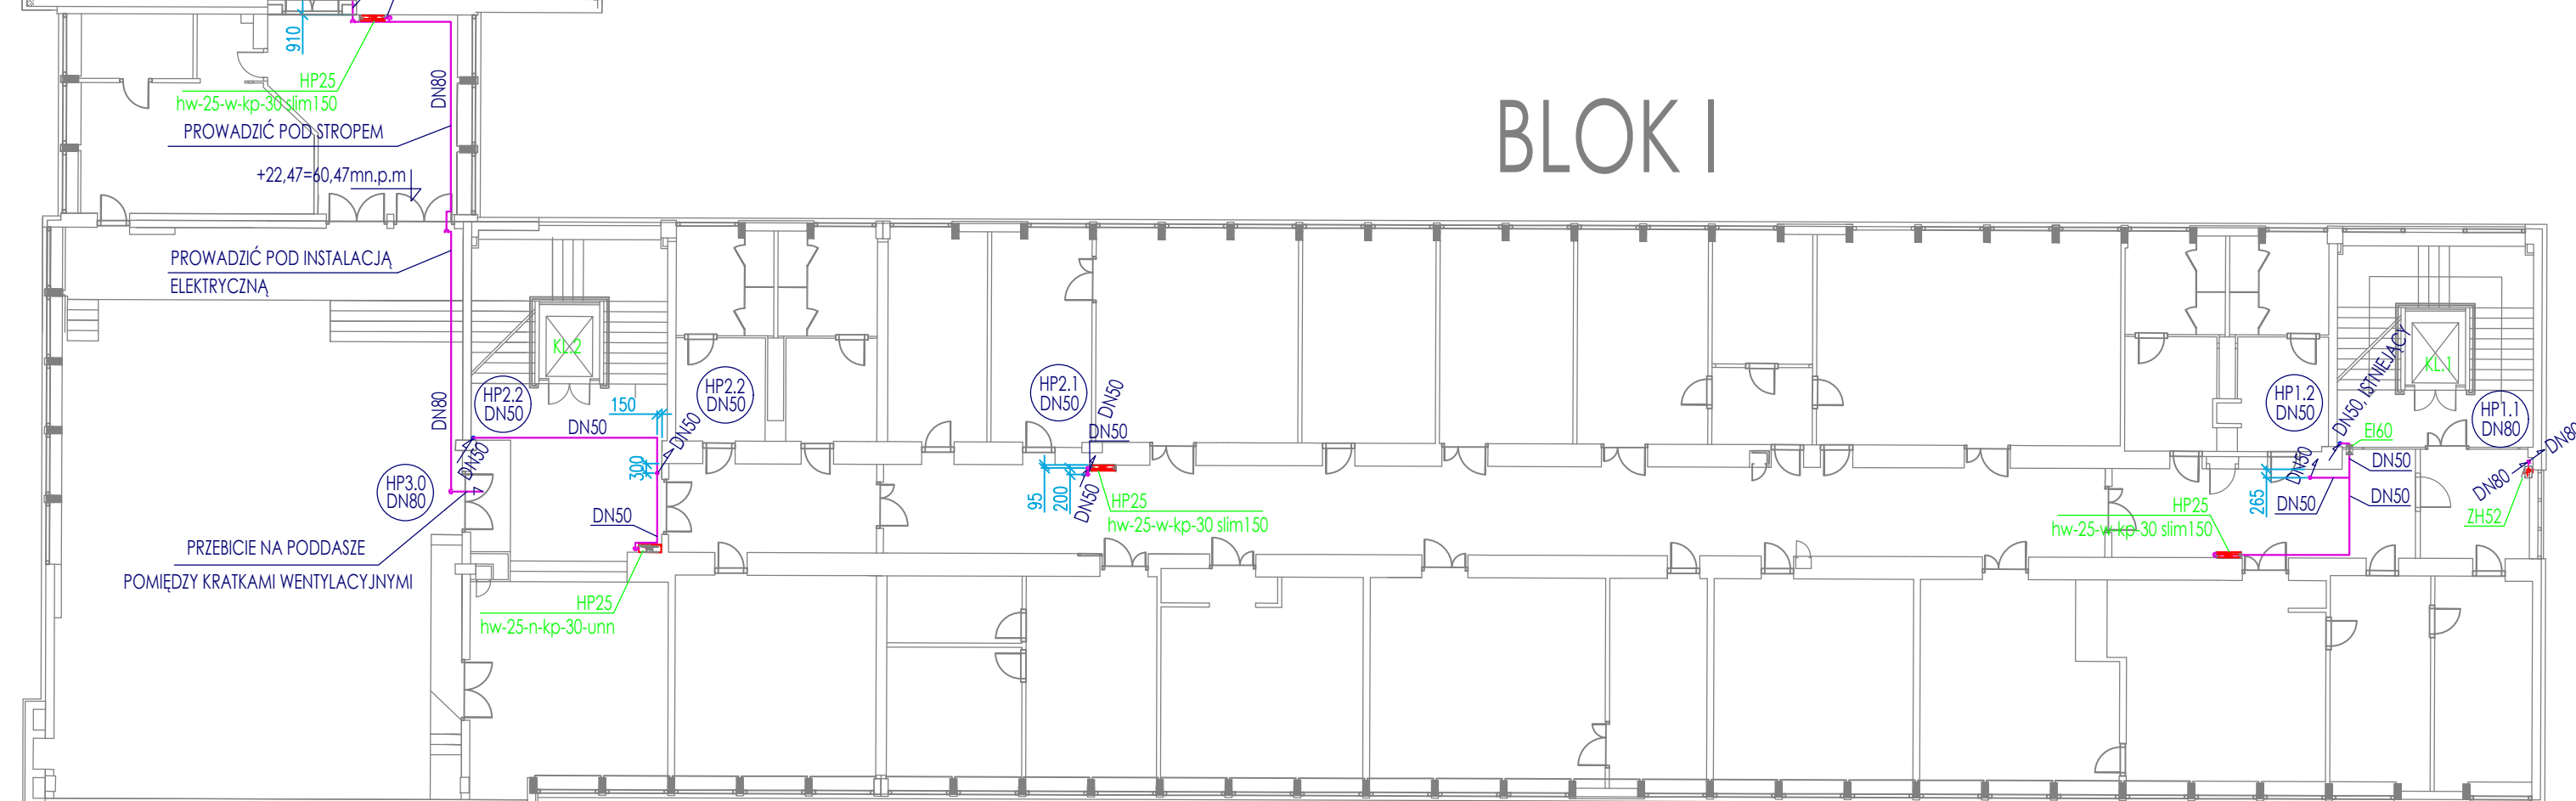 910
HP25
hw-25-w-kp-30 slim150
DN80
PROWADZIĆ POD STROPEM
+22,47=60,47mn.p.m
BLOK I
PROWADZIĆ POD INSTALACJĄ
ELEKTRYCZNĄ
KL.2
HP2.2
DN50
DN80
DN50
150
DN50
300
DN50
HP2.2
DN50
HP3.0
DN80
DN50
PRZEBICIE NA PODDASZE
POMIĘDZY KRATKAMI WENTYLACYJNYMI
HP25
hw-25-n-kp-30-unn
HP2.1
DN50
DN50
DN50
95
200
DN50
HP25
hw-25-w-kp-30 slim150
HP1.2
DN50
DN50, ISTNIEJĄCY
KL.1
HP1.1
DN80
EI60
DN50
DN50
265
DN50
DN50
DN80
DN80
ZH52
HP25
hw-25-w-kp-30 slim150